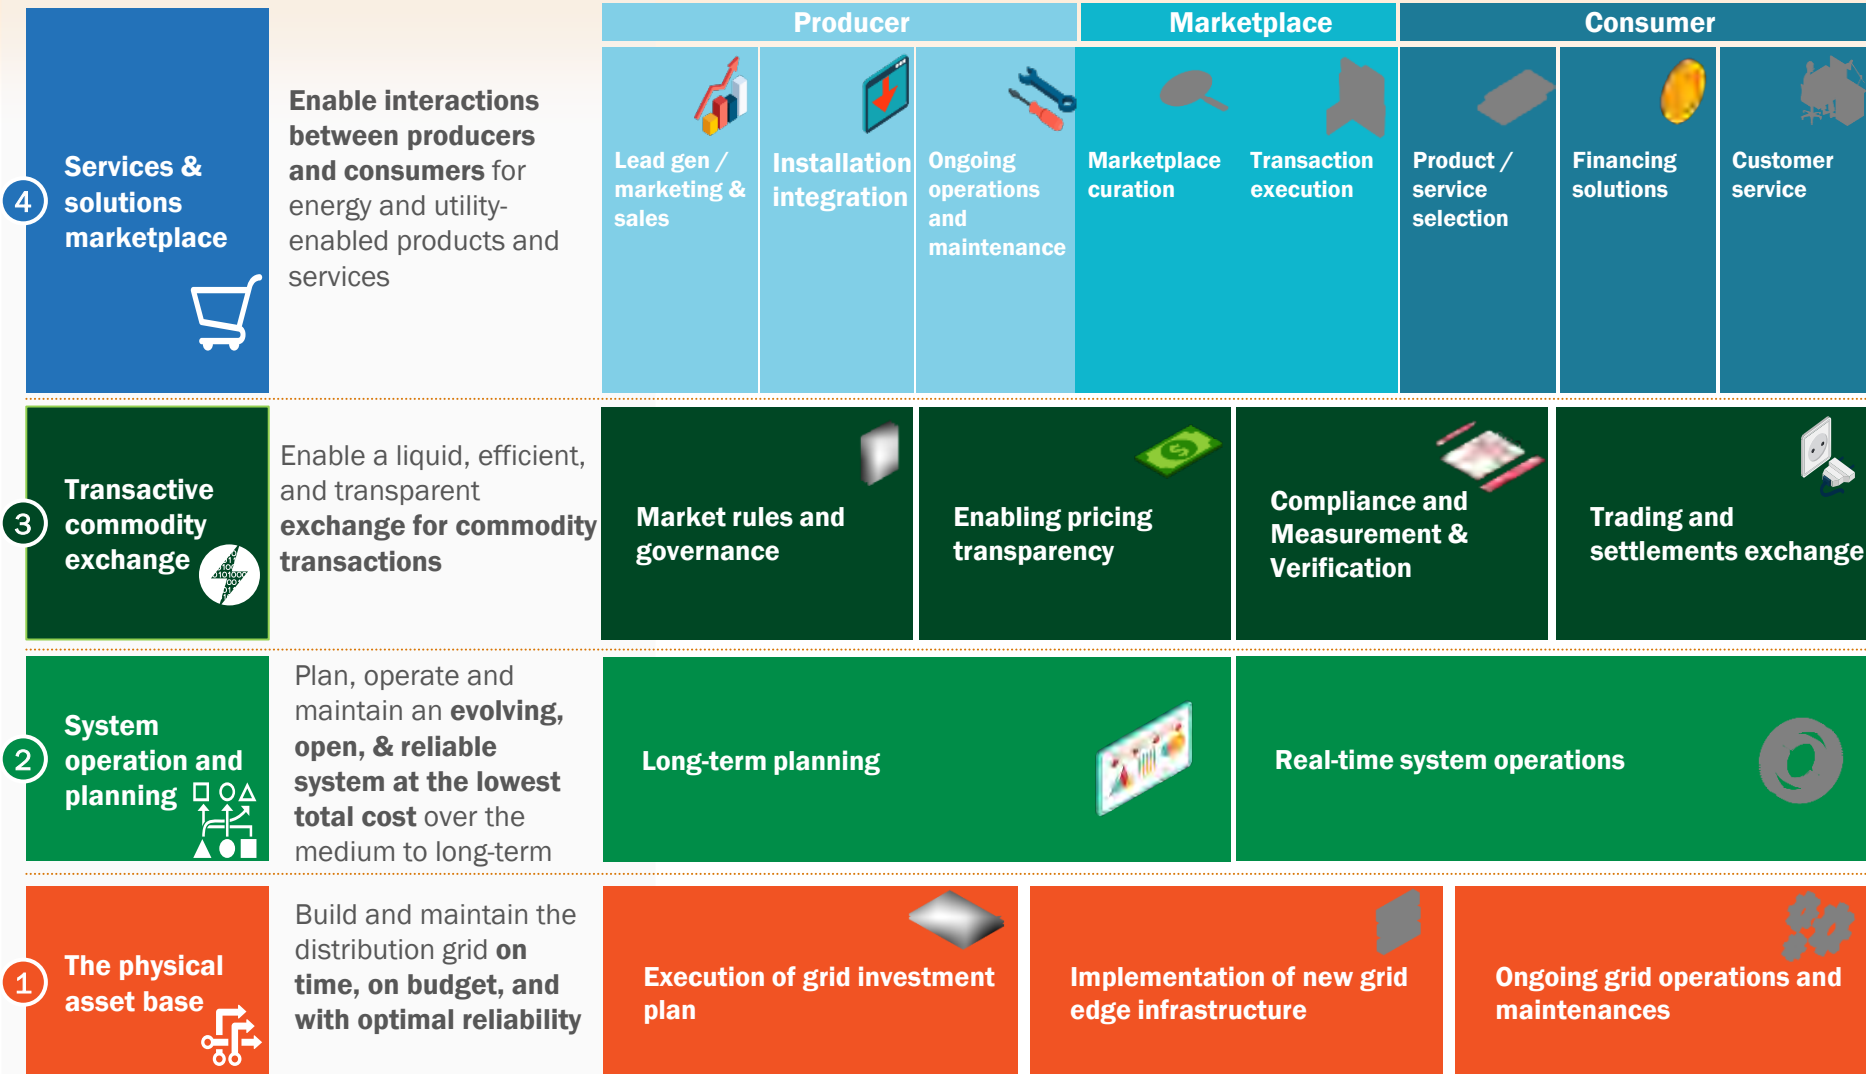 Producer
Marketplace
Consumer
4
Services &
solutions
marketplace
Enable interactions
between producers
and consumers for
energy and utility-
enabled products and
services
Lead gen /
marketing &
sales
Installation
integration
Ongoing
operations
and
maintenance
Marketplace
curation
Transaction
execution
Product /
service
selection
Financing
solutions
Customer
service
3
Transactive
commodity
exchange
Enable a liquid, efficient,
and transparent
exchange for commodity
transactions
Market rules and
governance
Enabling pricing
transparency
Compliance and
Measurement &
Verification
Trading and
settlements exchange
2
System
operation and
planning
Plan, operate and
maintain an evolving,
open, & reliable
system at the lowest
total cost over the
medium to long-term
Long-term planning
Real-time system operations
1
The physical
asset base
Build and maintain the
distribution grid on
time, on budget, and
with optimal reliability
Execution of grid investment
plan
Implementation of new grid
edge infrastructure
Ongoing grid operations and
maintenances